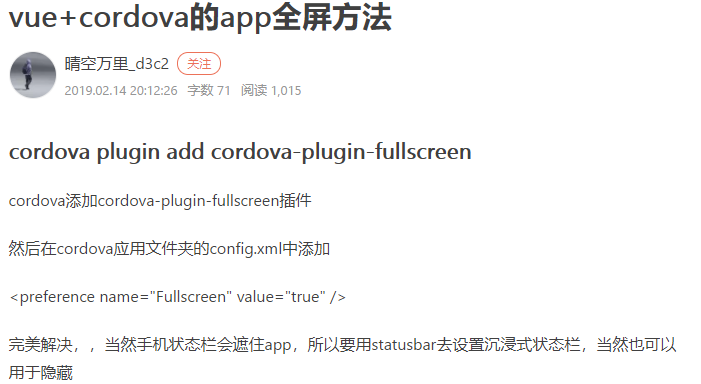 vue+cordova的app全屏方法
晴空万里_d3c2 关注
2019.02.14 20:12:26 字数 71 阅读 1,015
cordova plugin add cordova-plugin-fullscreen
cordova添加cordova-plugin-fullscreen插件
然后在cordova应用文件夹的config.xml中添加
<preference name="Fullscreen" value="true" />
完美解决，，当然手机状态栏会遮住app，所以要用statusbar去设置沉浸式状态栏，当然也可以
用于隐藏